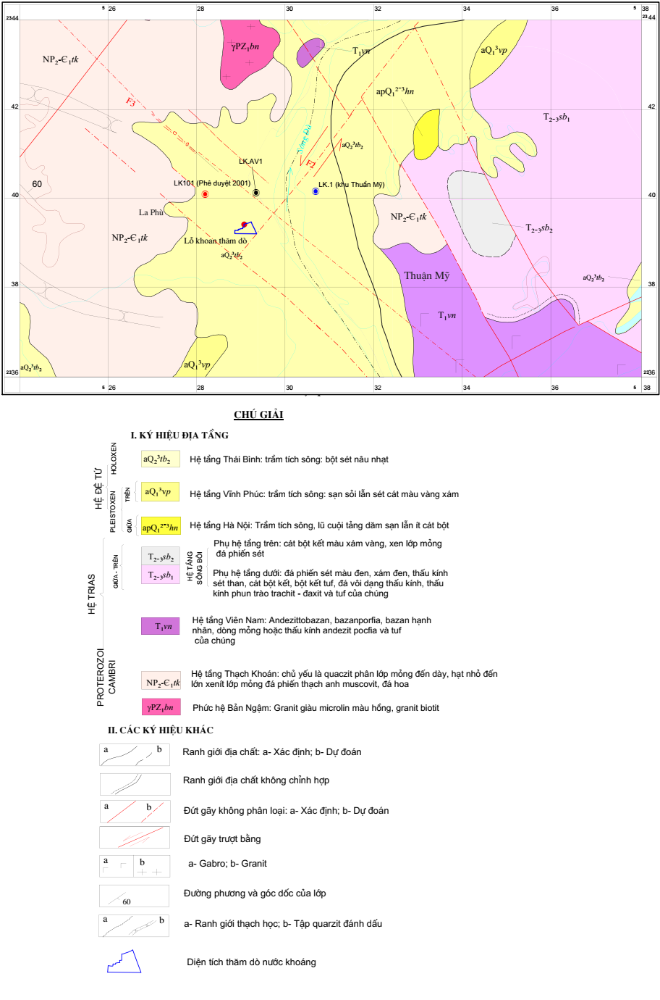 5 26 28 30 32 34 36 5 38
2344
2344
γPZ₁bn
NP₂-Є₁tk
T₁vn
aQ₁³vp
apQ₁²⁻³hn
F3
42
42
T₂₋₃sb₁
Sông Đà
aQ₂³tb₂
LK.AV1
F2
60
LK101 (Phê duyệt 2001)
LK.1 (khu Thuần Mỹ)
40
40
La Phù
NP₂-Є₁tk
NP₂-Є₁tk
T₂₋₃sb₂
Lỗ khoan thăm dò
aQ₂³tb₂
Thuận Mỹ
aQ₂³tb₂
38
38
T₁vn
aQ₂³tb₂
aQ₁³vp
2336
2336
5 26 28 30 32 34 36 5 38
CHÚ GIẢI
I. KÝ HIỆU ĐỊA TẦNG
HỆ ĐỆ TỨ
HOLOXEN
aQ₂³tb₂ Hệ tầng Thái Bình: trầm tích sông: bột sét nâu nhạt
PLEISTOXEN
TRÊN
aQ₁³vp Hệ tầng Vĩnh Phúc: trầm tích sông: sạn sỏi lẫn sét cát màu vàng xám
GIỮA
apQ₁²⁻³hn Hệ tầng Hà Nội: Trầm tích sông, lũ cuội tảng dăm sạn lẫn ít cát bột
HỆ TRIAS
GIỮA - TRÊN
HỆ TẦNG
SÔNG BÔI
T₂₋₃sb₂ Phụ hệ tầng trên: cát bột kết màu xám vàng, xen lớp mỏng
đá phiến sét
T₂₋₃sb₁ Phụ hệ tầng dưới: đá phiến sét màu đen, xám đen, thấu kính
sét than, cát bột kết, bột kết tuf, đá vôi dạng thấu kính, thấu
kính phun trào trachit - đaxit và tuf của chúng
T₁vn Hệ tầng Viên Nam: Andezittobazan, bazanporfia, bazan hạnh
nhân, dòng mỏng hoặc thấu kính andezit pocfia và tuf
của chúng
PROTEROZOI
CAMBRI
NP₂-Є₁tk Hệ tầng Thạch Khoán: chủ yếu là quaczit phân lớp mỏng đến dày, hạt nhỏ đến
lớn xenít lớp mỏng đá phiến thạch anh muscovit, đá hoa
γPZ₁bn Phức hệ Bản Ngậm: Granit giàu microlin màu hồng, granit biotit
II. CÁC KÝ HIỆU KHÁC
a b Ranh giới địa chất: a- Xác định; b- Dự đoán
Ranh giới địa chất không chỉnh hợp
a b Đứt gãy không phân loại: a- Xác định; b- Dự đoán
Đứt gãy trượt bằng
a b a- Gabro; b- Granit
60 Đường phương và góc dốc của lớp
a b a- Ranh giới thạch học; b- Tập quarzit đánh dấu
Diện tích thăm dò nước khoáng